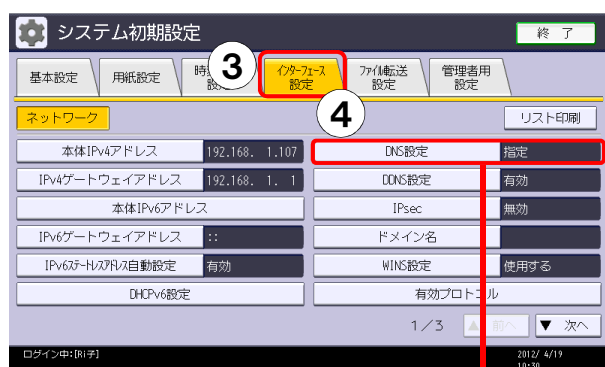 システム初期設定
終 了
基本設定
用紙設定
③
インターフェース
設定
ファイル転送
設定
管理者用
設定
ネットワーク
④
リスト印刷
本体IPv4アドレス 192.168. 1.107
DNS設定 指定
IPv4ゲートウェイアドレス 192.168. 1. 1
DDNS設定 有効
本体IPv6アドレス
IPsec 無効
IPv6ゲートウェイアドレス ::
ドメイン名
IPv6ステートレスアドレス自動設定 有効
WINS設定 使用する
DHCPv6設定
有効プロトコル
1/3 ▲ 前へ ▼ 次へ
ログイン中:[Ri子]
2012/ 4/19
10:30